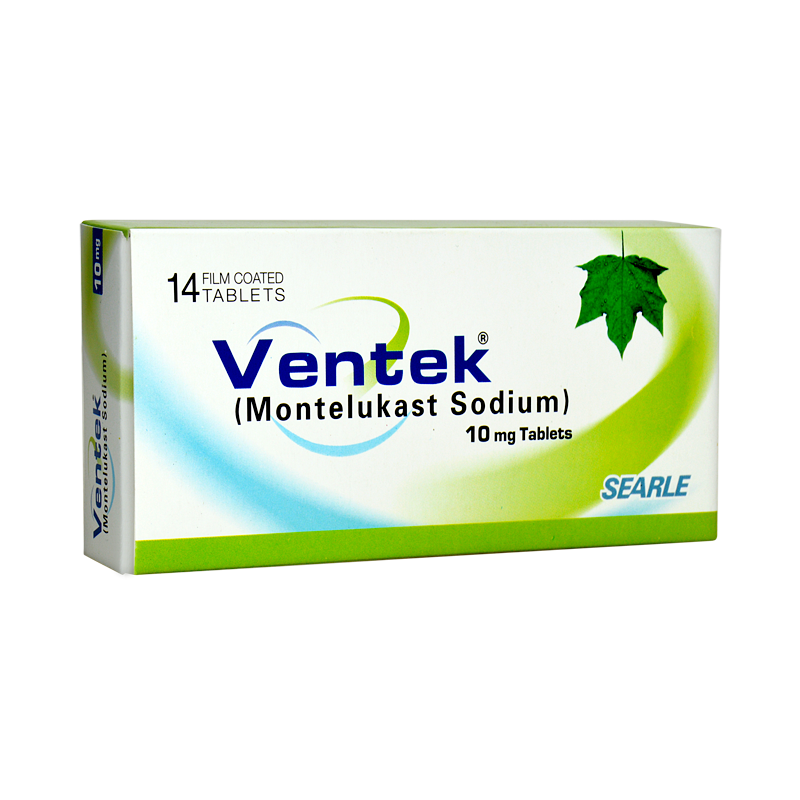 14 FILM COATED
TABLETS
Ventek®
(Montelukast Sodium)
10 mg Tablets
SEARLE
10 mg
Ventek
(Montelukast Sodium)